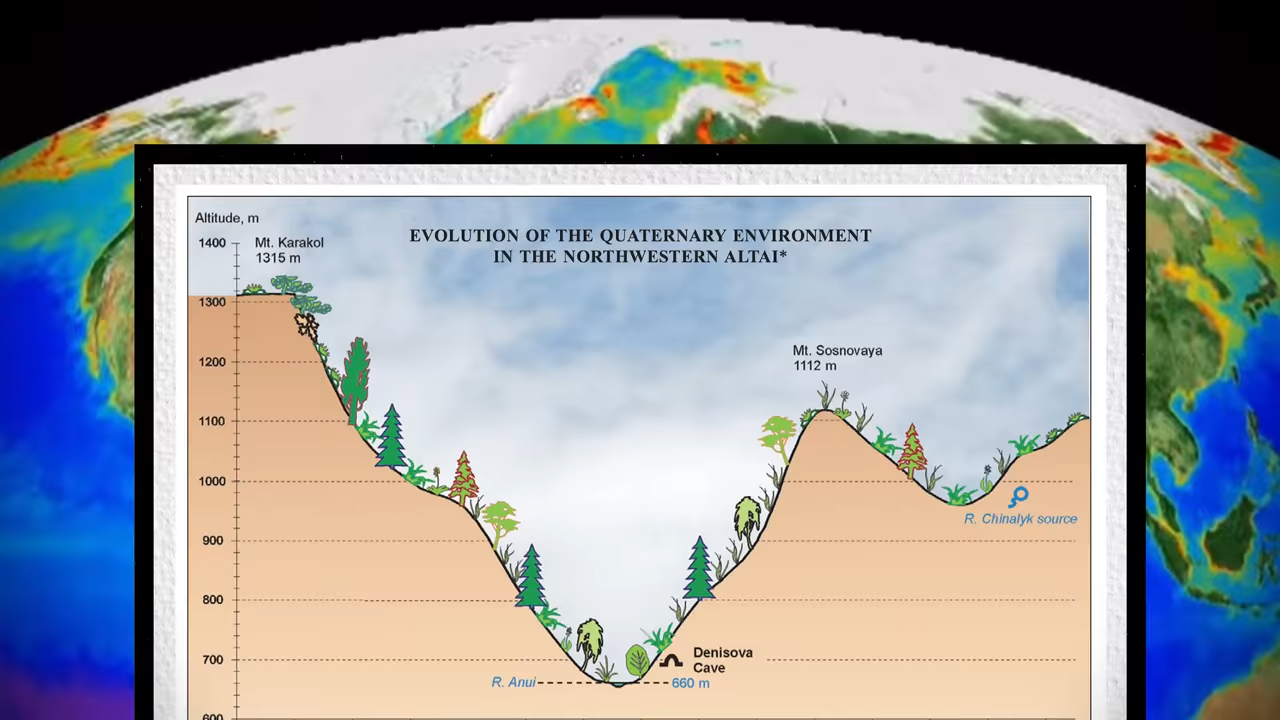 Altitude, m
EVOLUTION OF THE QUATERNARY ENVIRONMENT
IN THE NORTHWESTERN ALTAI*
1400
Mt. Karakol
1315 m
1300
1200
Mt. Sosnovaya
1112 m
1100
1000
R. Chinalyk source
900
800
700
Denisova
Cave
R. Anui
660 m
600